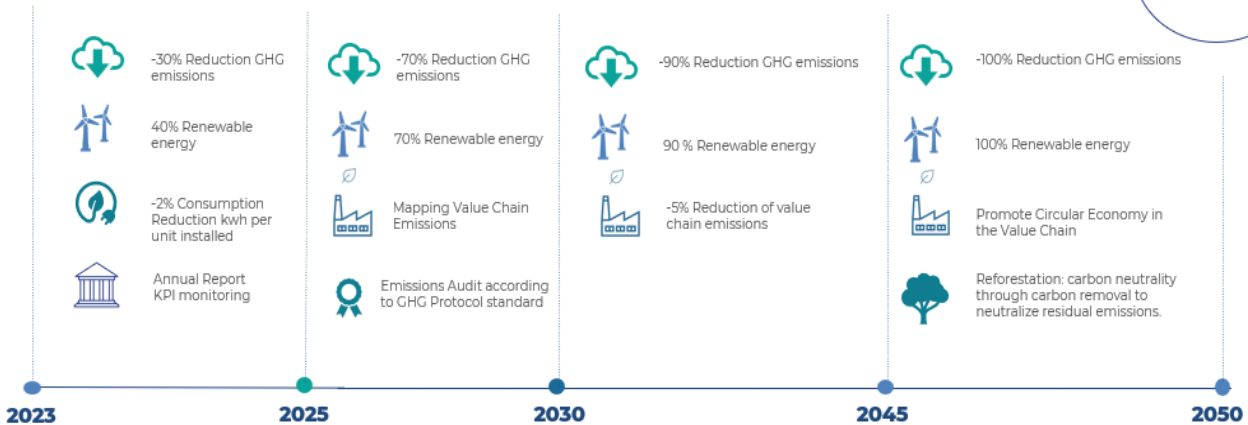 -30% Reduction GHG
emissions
40% Renewable
energy
-2% Consumption
Reduction kwh per
unit installed
Annual Report
KPI monitoring
-70% Reduction GHG
emissions
70% Renewable energy
Mapping Value Chain
Emissions
Emissions Audit according
to GHG Protocol standard
-90% Reduction GHG emissions
90 % Renewable energy
-5% Reduction of value
chain emissions
-100% Reduction GHG emissions
100% Renewable energy
Promote Circular Economy in
the Value Chain
Reforestation: carbon neutrality
through carbon removal to
neutralize residual emissions.
2023
2025
2030
2045
2050